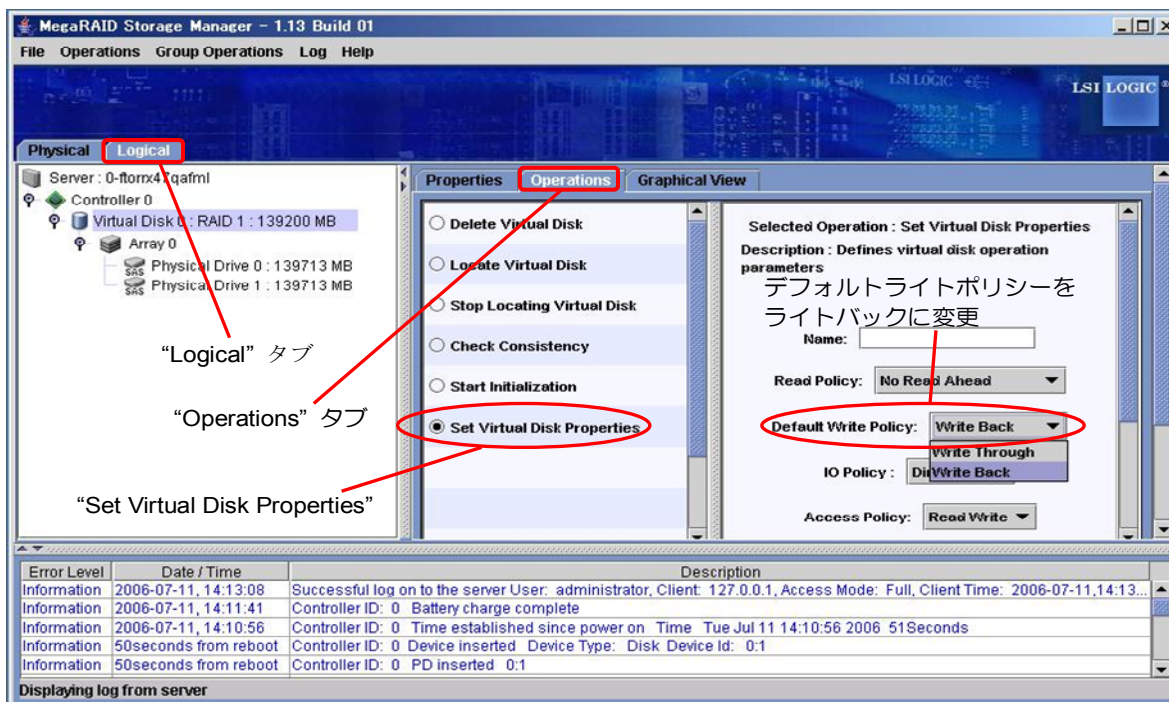 MegaRAID Storage Manager - 1.13 Build 01
File Operations Group Operations Log Help
LSI LOGIC
LSI LOGIC ®
Physical Logical
Server : 0-ftorrx47qafml
Controller 0
Virtual Disk 0 : RAID 1 : 139200 MB
Array 0
SAS Physical Drive 0 : 139713 MB
SAS Physical Drive 1 : 139713 MB
“Logical” タブ
“Operations” タブ
“Set Virtual Disk Properties”
Properties Operations Graphical View
Delete Virtual Disk
Locate Virtual Disk
Stop Locating Virtual Disk
Check Consistency
Start Initialization
Set Virtual Disk Properties
Selected Operation : Set Virtual Disk Properties
Description : Defines virtual disk operation
parameters
デフォルトライトポリシーを
ライトバックに変更
Name:
Read Policy: No Read Ahead
Default Write Policy: Write Back
Write Through
IO Policy : Write Back
Access Policy: Read Write
Error Level Date / Time Description
Information 2006-07-11, 14:13:08 Successful log on to the server User: administrator, Client: 127.0.0.1, Access Mode: Full, Client Time: 2006-07-11,14:13...
Information 2006-07-11, 14:11:41 Controller ID: 0 Battery charge complete
Information 2006-07-11, 14:10:56 Controller ID: 0 Time established since power on Time Tue Jul 11 14:10:56 2006 51Seconds
Information 50seconds from reboot Controller ID: 0 Device inserted Device Type: Disk Device Id: 0:1
Information 50seconds from reboot Controller ID: 0 PD inserted 0:1
Displaying log from server